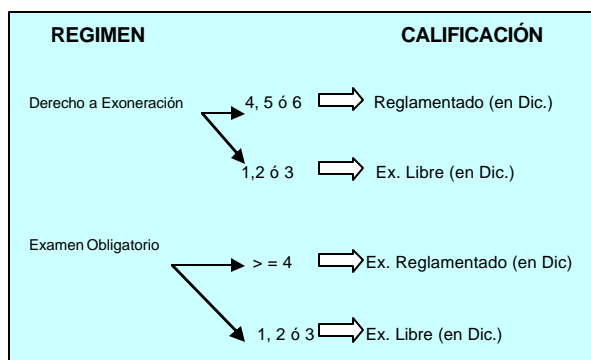 REGIMEN CALIFICACIÓN
Derecho a Exoneración 4, 5 ó 6 Reglamentado (en Dic.)
1,2 ó 3 Ex. Libre (en Dic.)
Examen Obligatorio
> = 4 Ex. Reglamentado (en Dic)
1, 2 ó 3 Ex. Libre (en Dic.)